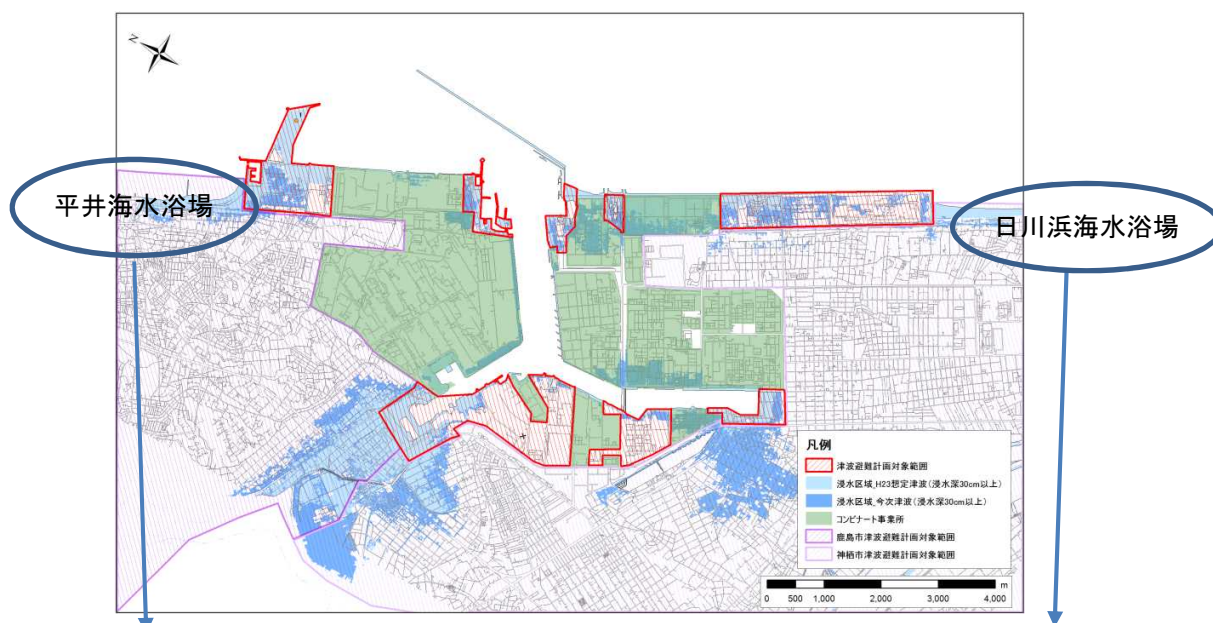 N
平井海水浴場
日川浜海水浴場
凡例
津波避難計画対象範囲
浸水区域_H23想定津波(浸水深30cm以上)
浸水区域_今次津波(浸水深30cm以上)
コンビナート事業所
鹿島市津波避難計画対象範囲
神栖市津波避難計画対象範囲
0 500 1,000 2,000 3,000 4,000 m